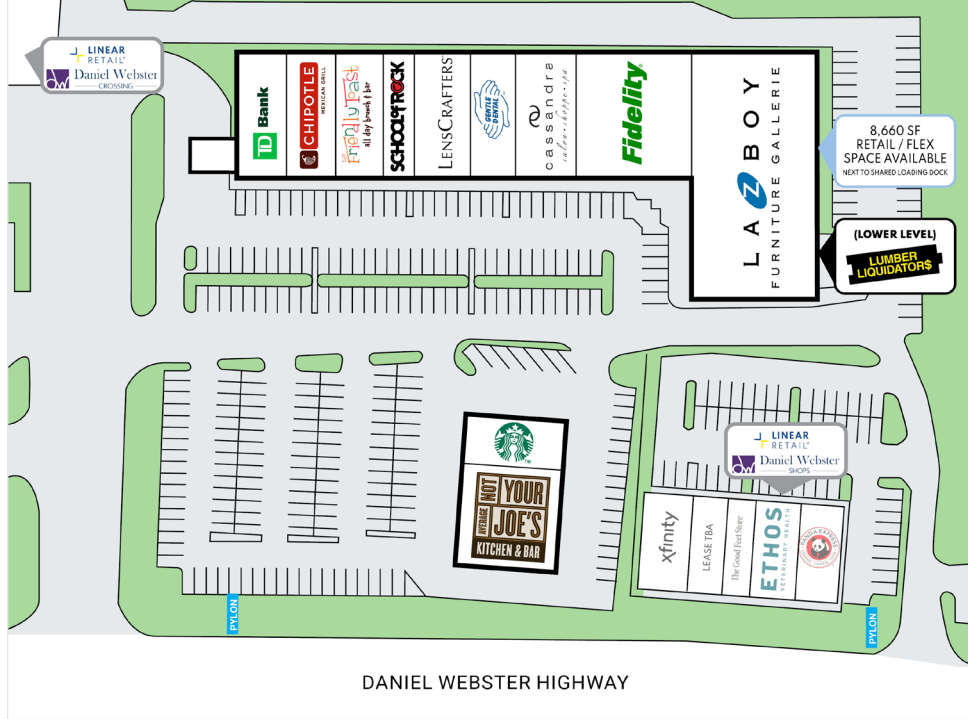 LINEAR
RETAIL
Daniel Webster
CROSSING
TD Bank
CHIPOTLE
MEXICAN GRILL
THE
Friendly Toast
all day brunch & bar
SCHOOL OF ROCK
LENSCRAFTERS
GENTLE
DENTAL
cassandra
salon • shoppe • spa
Fidelity
LA Z BOY
FURNITURE GALLERIES
8,660 SF
RETAIL / FLEX
SPACE AVAILABLE
NEXT TO SHARED LOADING DOCK
(LOWER LEVEL)
LUMBER
LIQUIDATOR$
AVERAGE
NOT
YOUR
JOE'S
KITCHEN & BAR
LINEAR
RETAIL
Daniel Webster
SHOPS
xfinity
LEASE TBA
The Good Feet Store
ETHOS
VETERINARY HEALTH
PANDA EXPRESS
PYLON
PYLON
DANIEL WEBSTER HIGHWAY